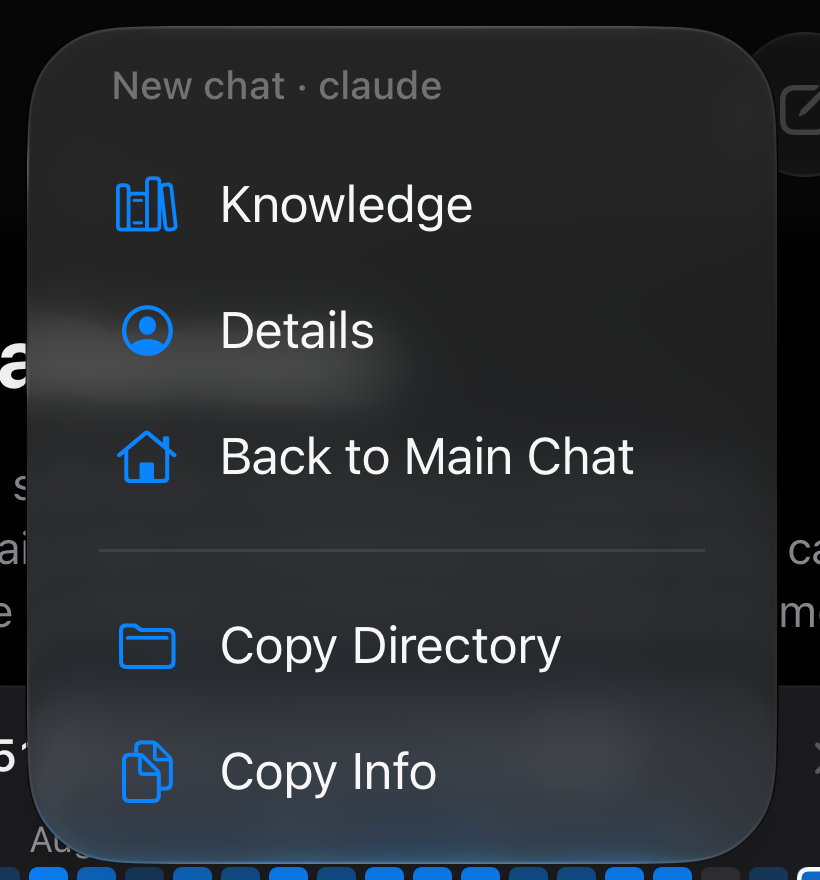 New chat · claude
Knowledge
Details
Back to Main Chat
Copy Directory
Copy Info